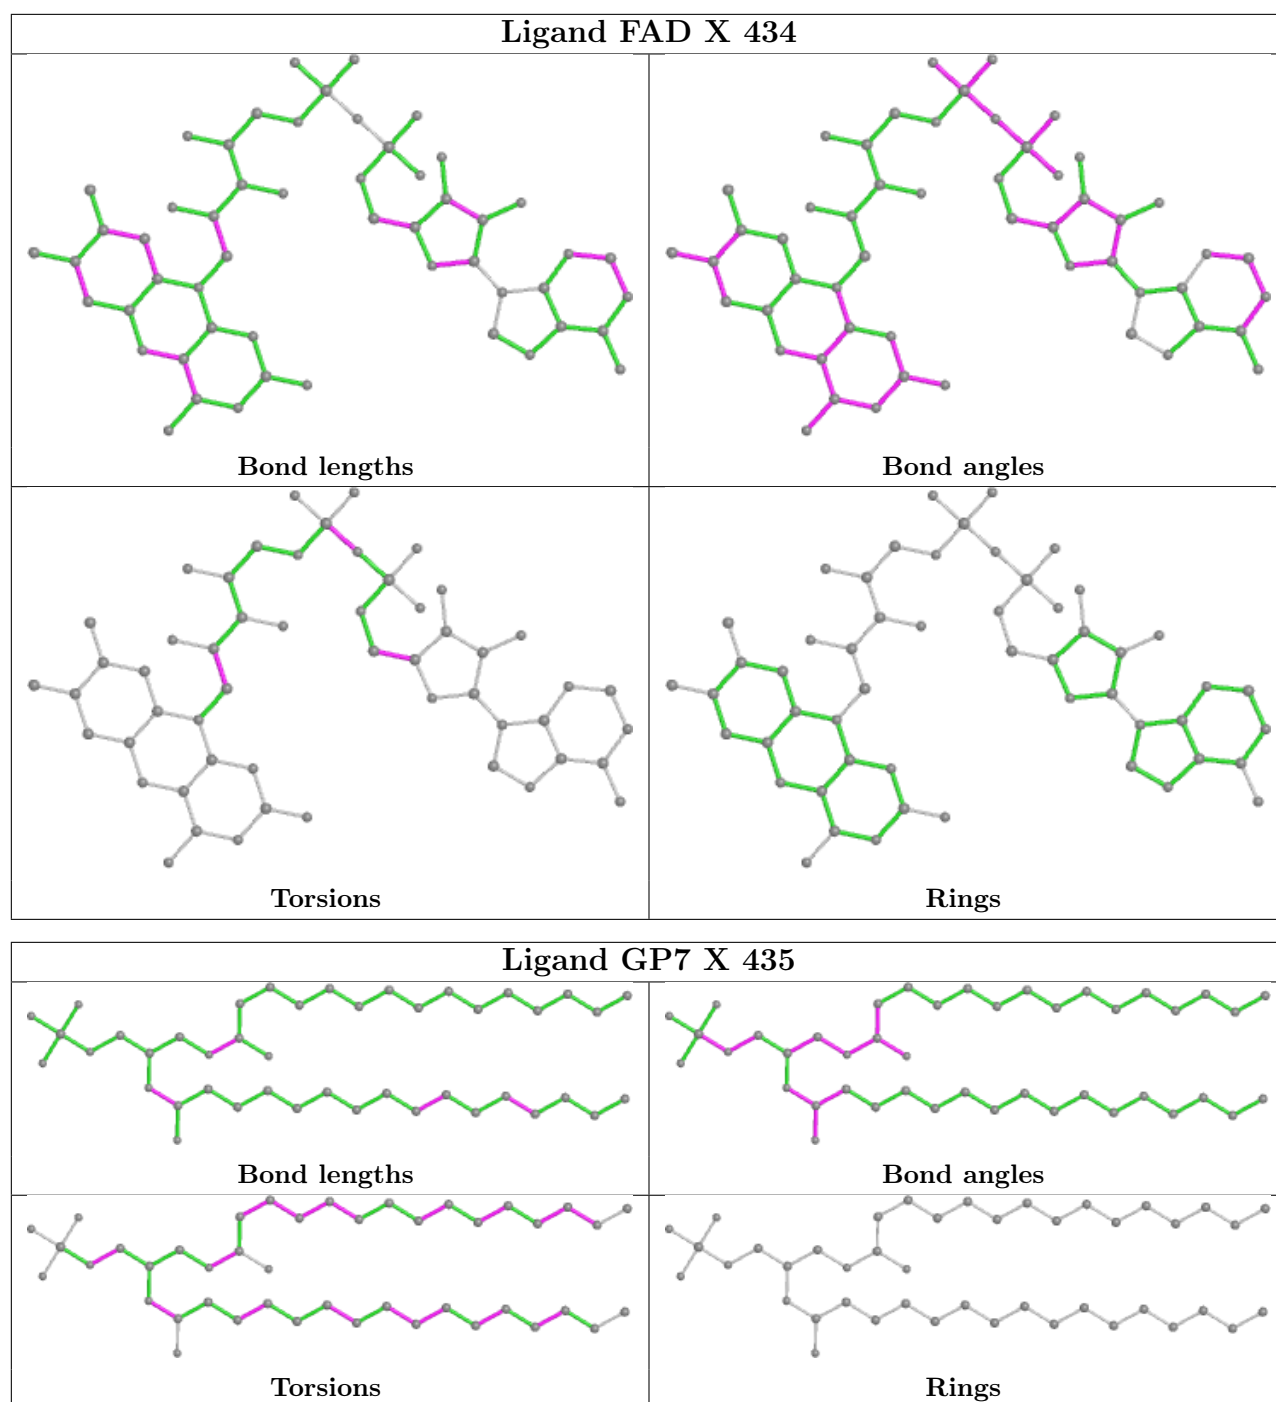 Ligand FAD X 434
Bond lengths
Bond angles
Torsions
Rings
Ligand GP7 X 435
Bond lengths
Bond angles
Torsions
Rings